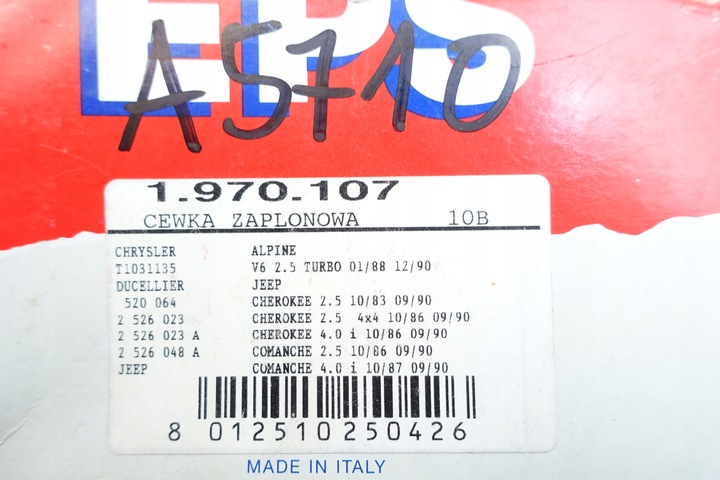 EPS
A5710
1.970.107
CEWKA ZAPLONOWA 10B
CHRYSLER ALPINE
T1031135 V6 2.5 TURBO 01/88 12/90
DUCELLIER JEEP
520 064 CHEROKEE 2.5 10/83 09/90
2 526 023 CHEROKEE 2.5 4x4 10/86 09/90
2 526 023 A CHEROKEE 4.0 i 10/86 09/90
2 526 048 A COMANCHE 2.5 10/86 09/90
JEEP COMANCHE 4.0 i 10/87 09/90
8 012510 250426
MADE IN ITALY